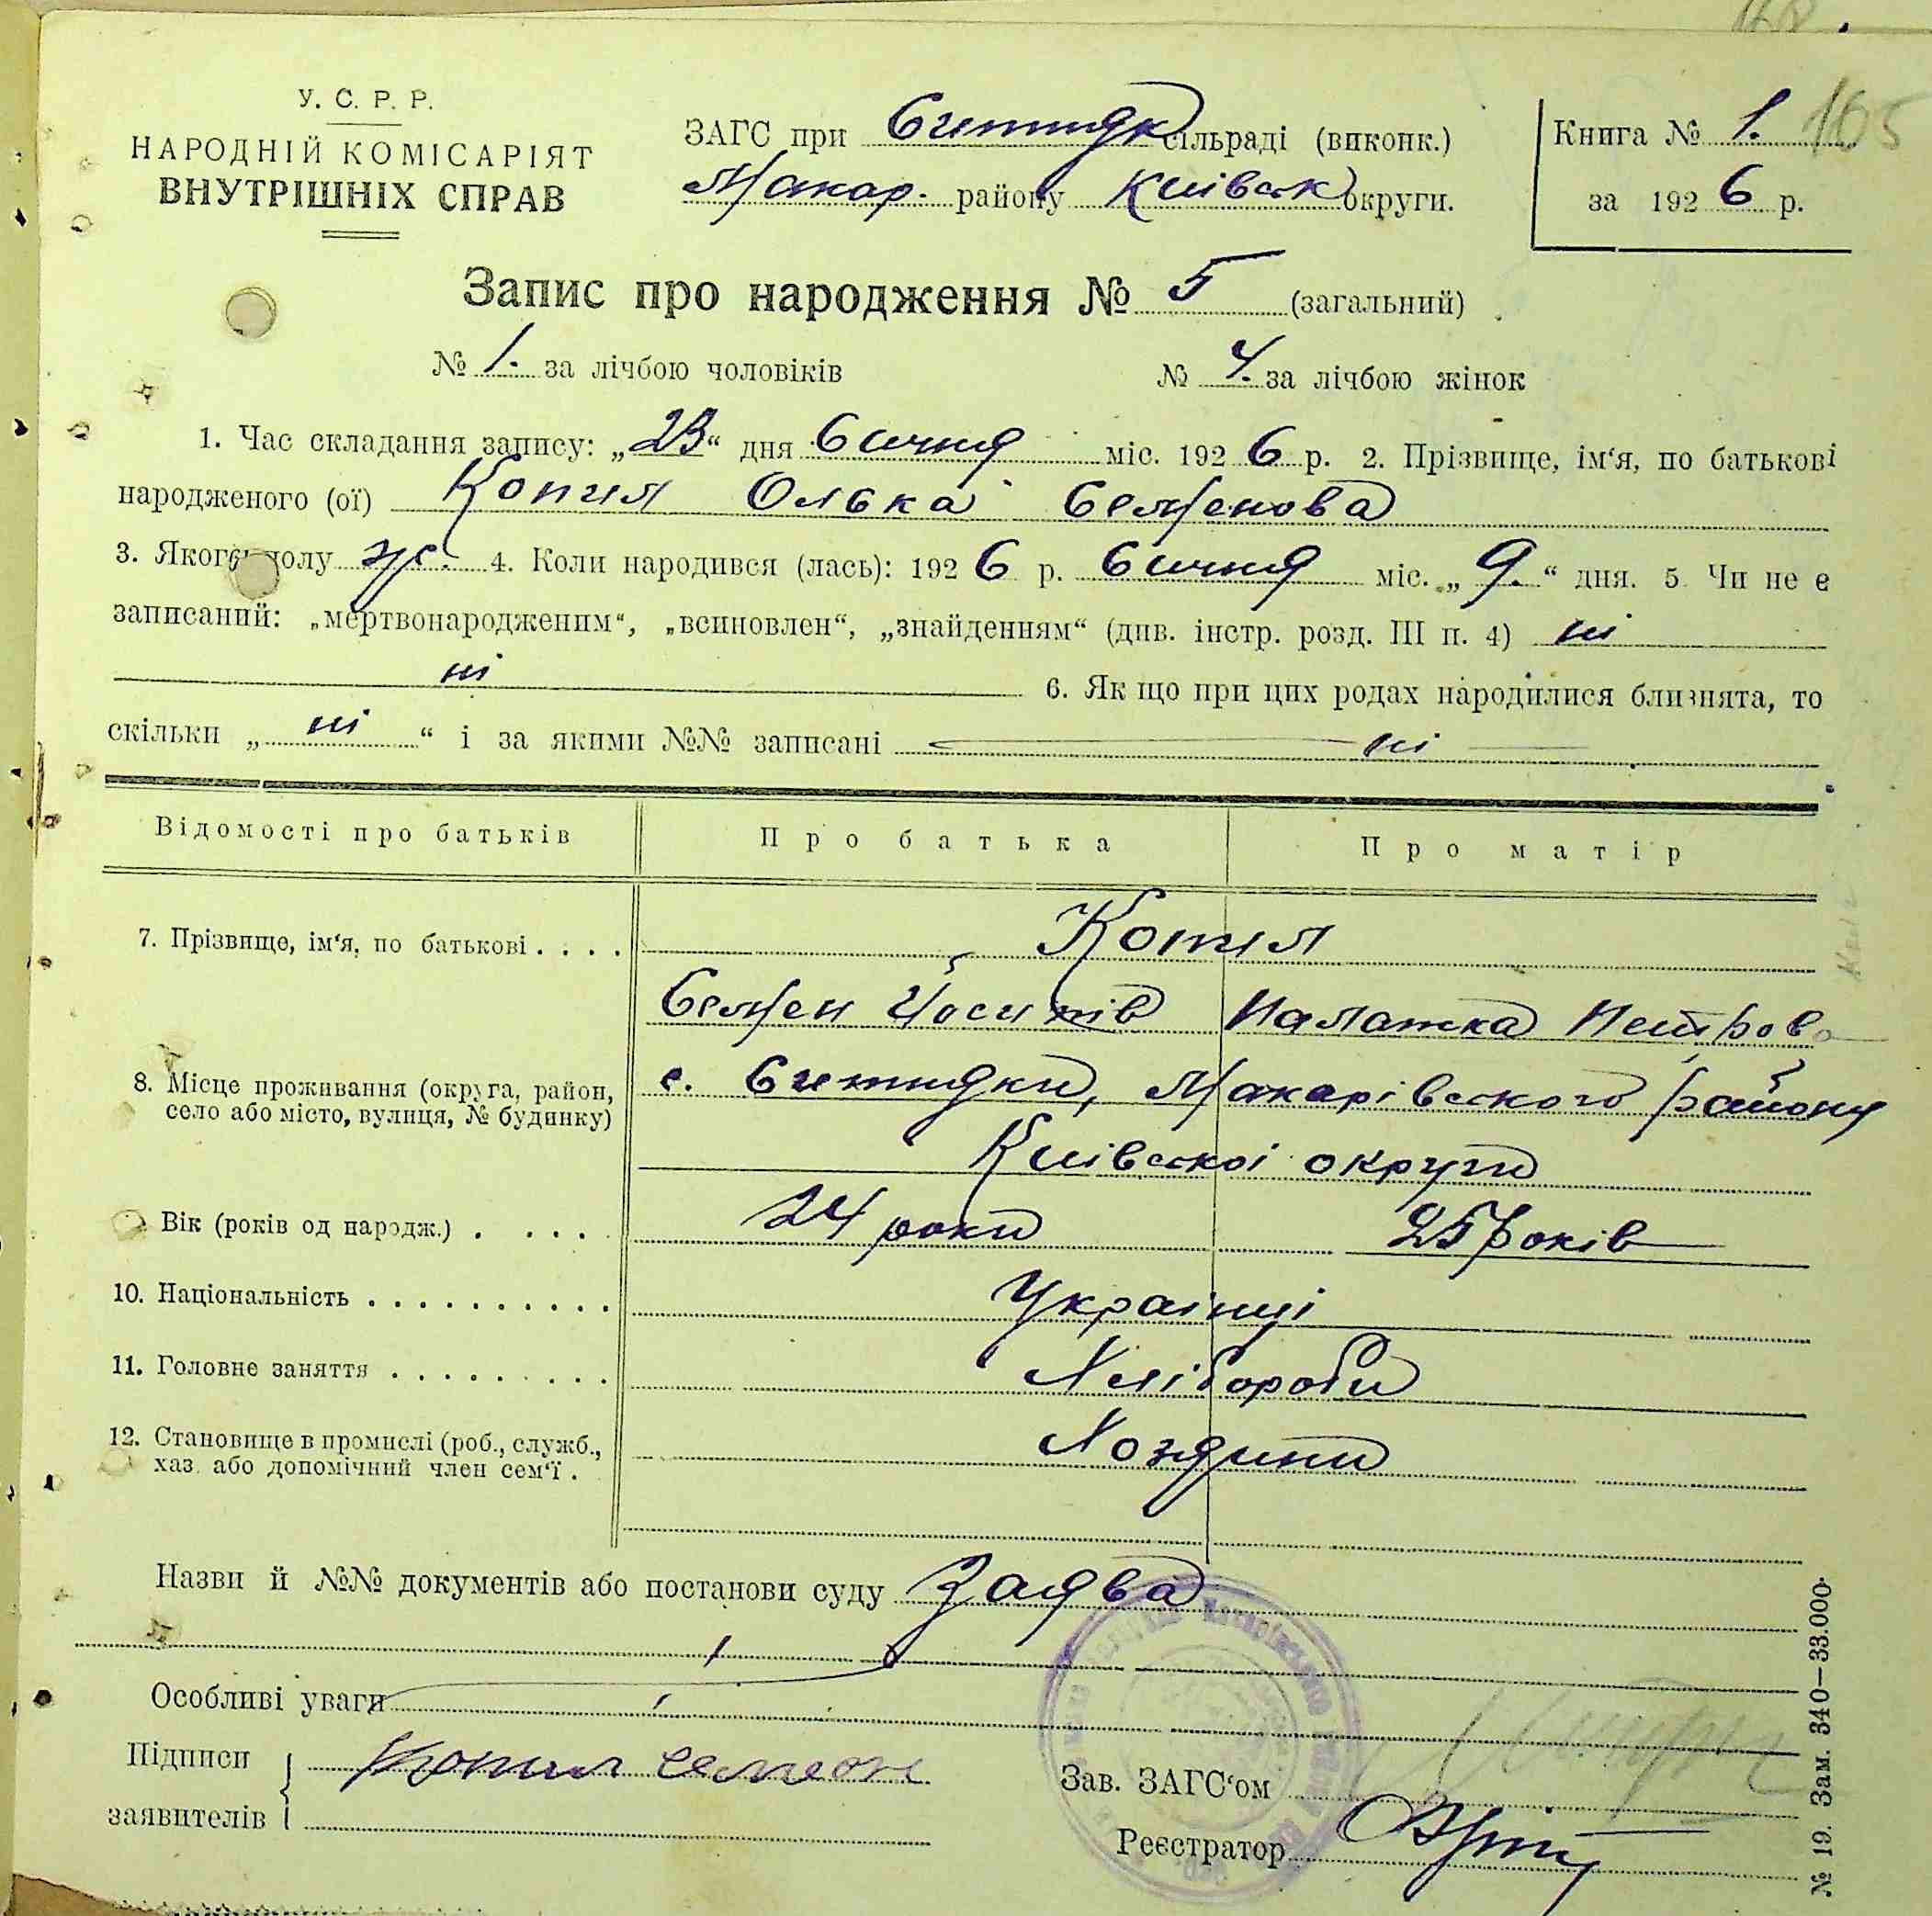 У. С. Р. Р.
НАРОДНІЙ КОМІСАРІЯТ
ВНУТРІШНІХ СПРАВ
ЗАГС при Ситняк сільраді (виконк.)
Макар. району Київськ округи.
Книга № 1. 165
за 1926 р.
Запис про народження № 5 (загальний)
№ 1. за лічбою чоловіків № 4. за лічбою жінок
1. Час складання запису: „23“ дня Січня міс. 1926 р. 2. Прізвище, ім‘я, по батькові
народженого (ої) Копил Олька Семенова
3. Якого полу ж. 4. Коли народився (лась): 1926 р. Січня міс. „9.“ дня. 5 Чи не є
записаний: „мертвонародженим“, „всиновлен“, „знайденням“ (див. інстр. розд. III п. 4) ні
ні 6. Як що при цих родах народилися близнята, то
скільки „ ні “ і за якими №№ записані ні
Відомості про батьків Про батька Про матір
7. Прізвище, ім‘я, по батькові . . . . Копил
Семен Йосипів Палажка Петрова
8. Місце проживання (округа, район,
село або місто, вулиця, № будинку)
с. Ситняки, Макарівського району
Київської округи
Вік (років од народж.) . . . . 24 роки 25 років
10. Національність . . . . . . . . . . Українці
11. Головне заняття . . . . . . . . . Хлібороби
12. Становище в промислі (роб., служб.,
хаз. або допомічний член сем‘ї .
Хозяини
Назви й №№ документів або постанови суду Заява
Особливі уваги
Підписи
заявителів
Копил Семен
Зав. ЗАГС‘ом
Реєстратор
№ 19. Зам. 340—33.000.